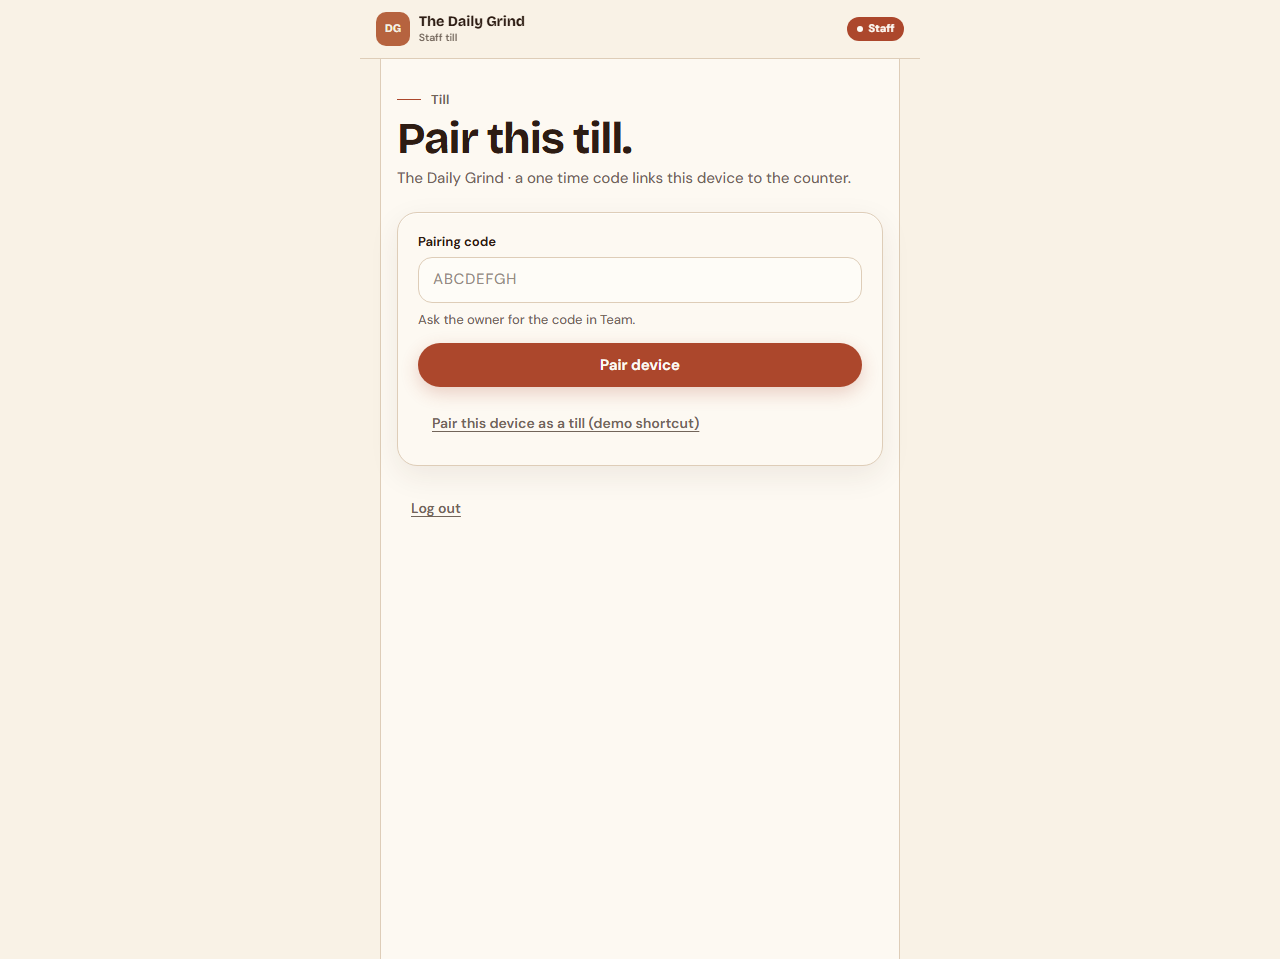 DG
The Daily Grind
Staff till
Staff
Till
Pair this till.
The Daily Grind · a one time code links this device to the counter.
Pairing code
ABCDEFGH
Ask the owner for the code in Team.
Pair device
Pair this device as a till (demo shortcut)
Log out